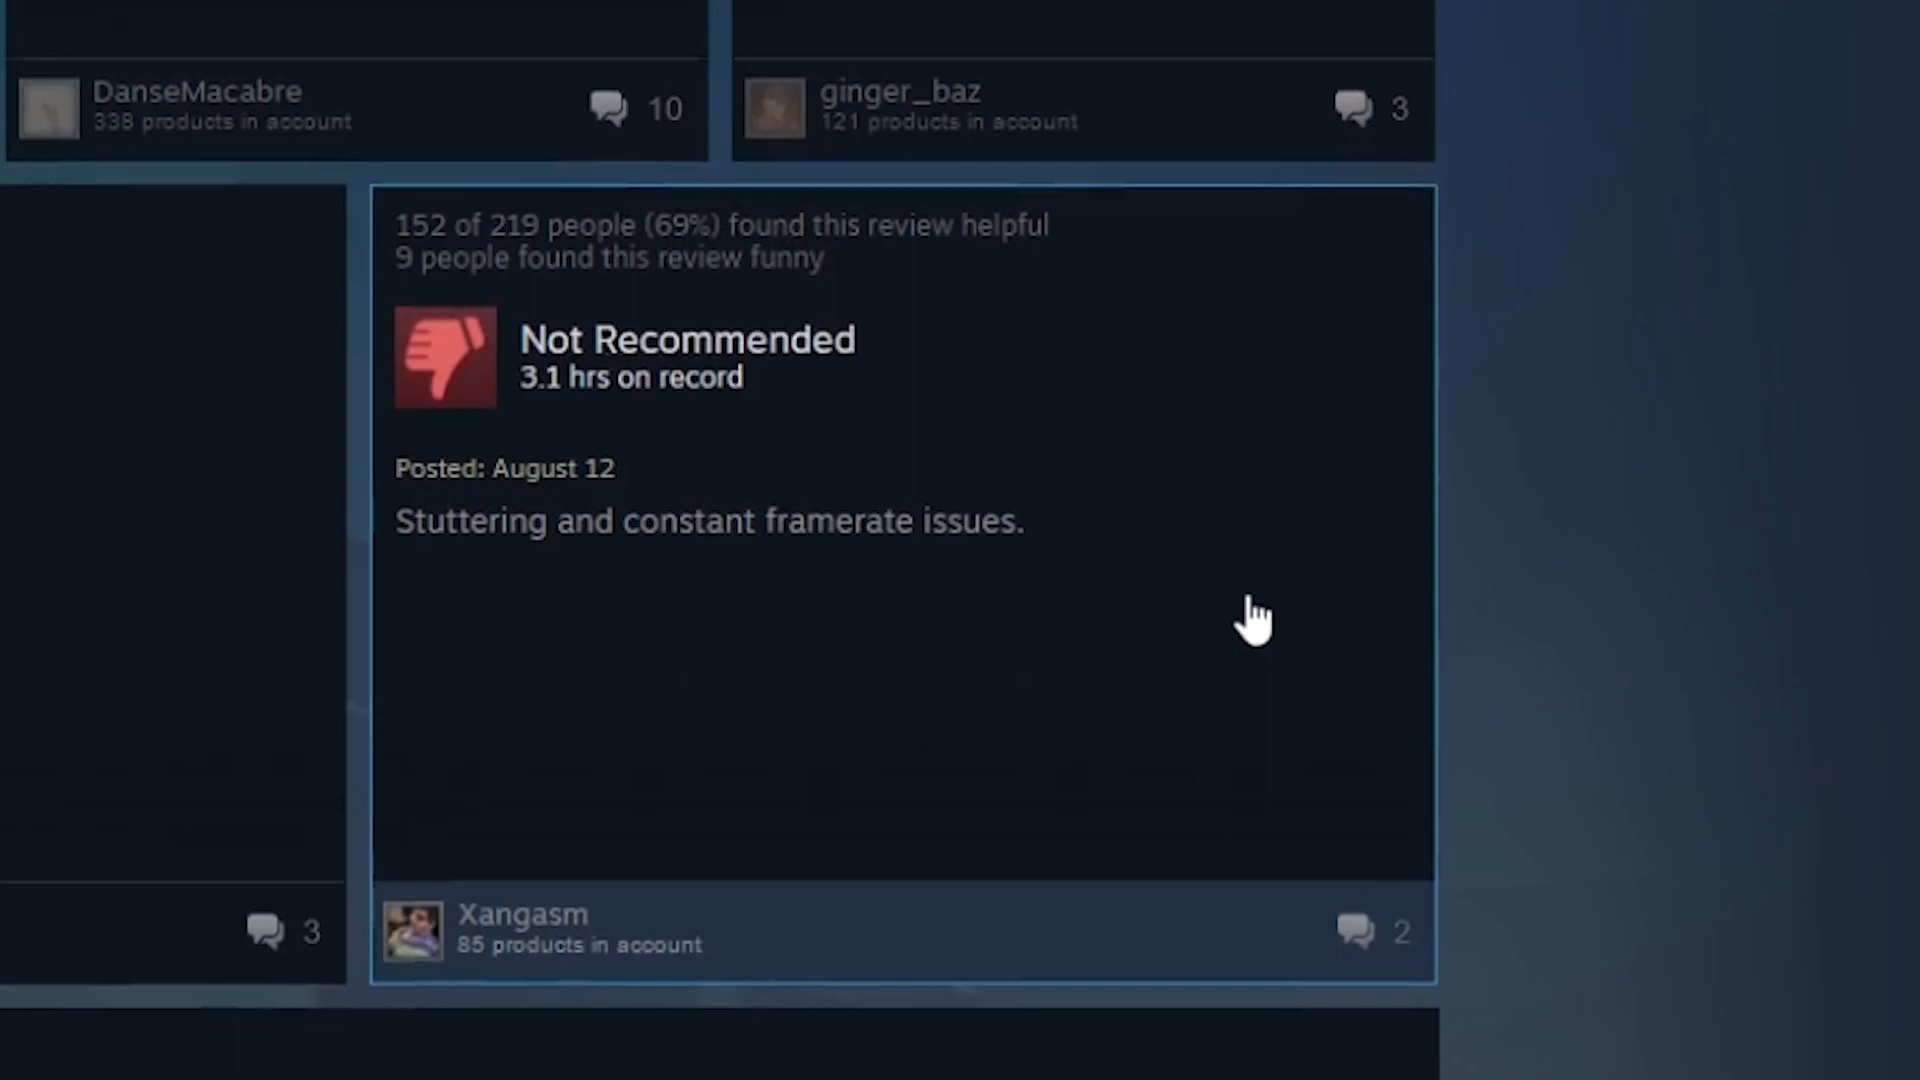 DanseMacabre
338 products in account
10
ginger_baz
121 products in account
3
152 of 219 people (69%) found this review helpful
9 people found this review funny
Not Recommended
3.1 hrs on record
Posted: August 12
Stuttering and constant framerate issues.
3
Xangasm
85 products in account
2